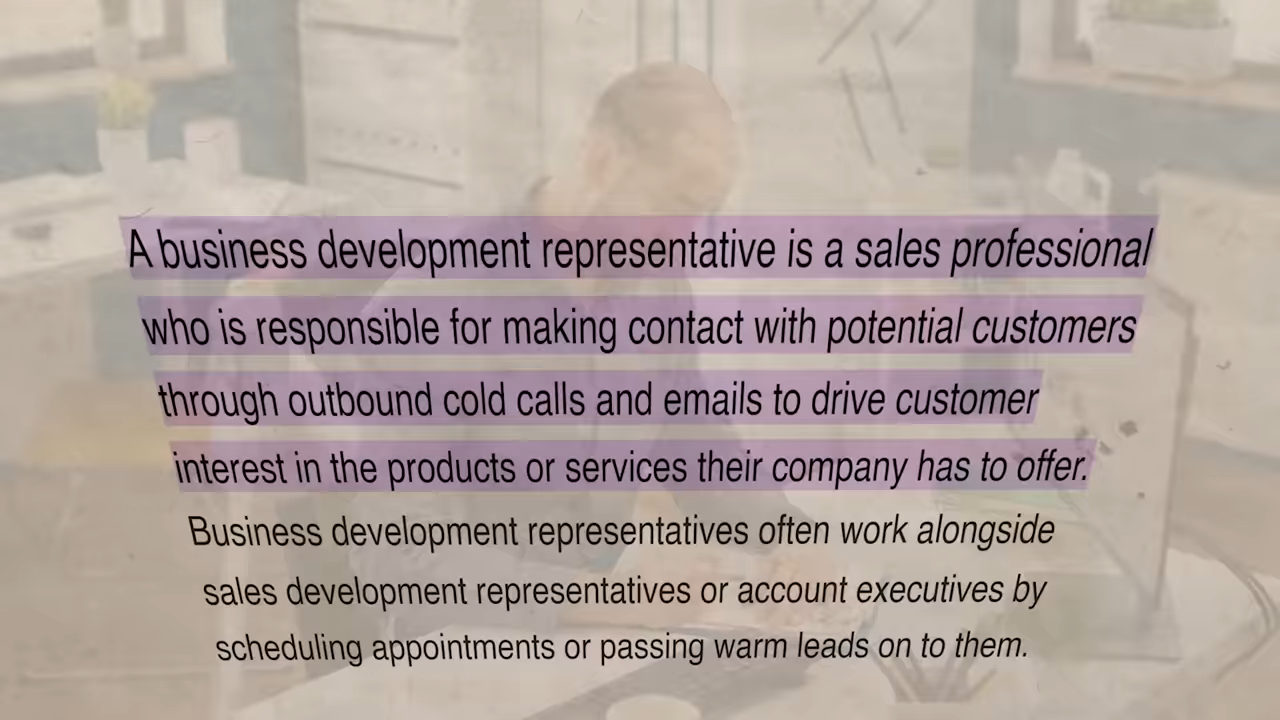 A business development representative is a sales professional
who is responsible for making contact with potential customers
through outbound cold calls and emails to drive customer
interest in the products or services their company has to offer.
Business development representatives often work alongside
sales development representatives or account executives by
scheduling appointments or passing warm leads on to them.